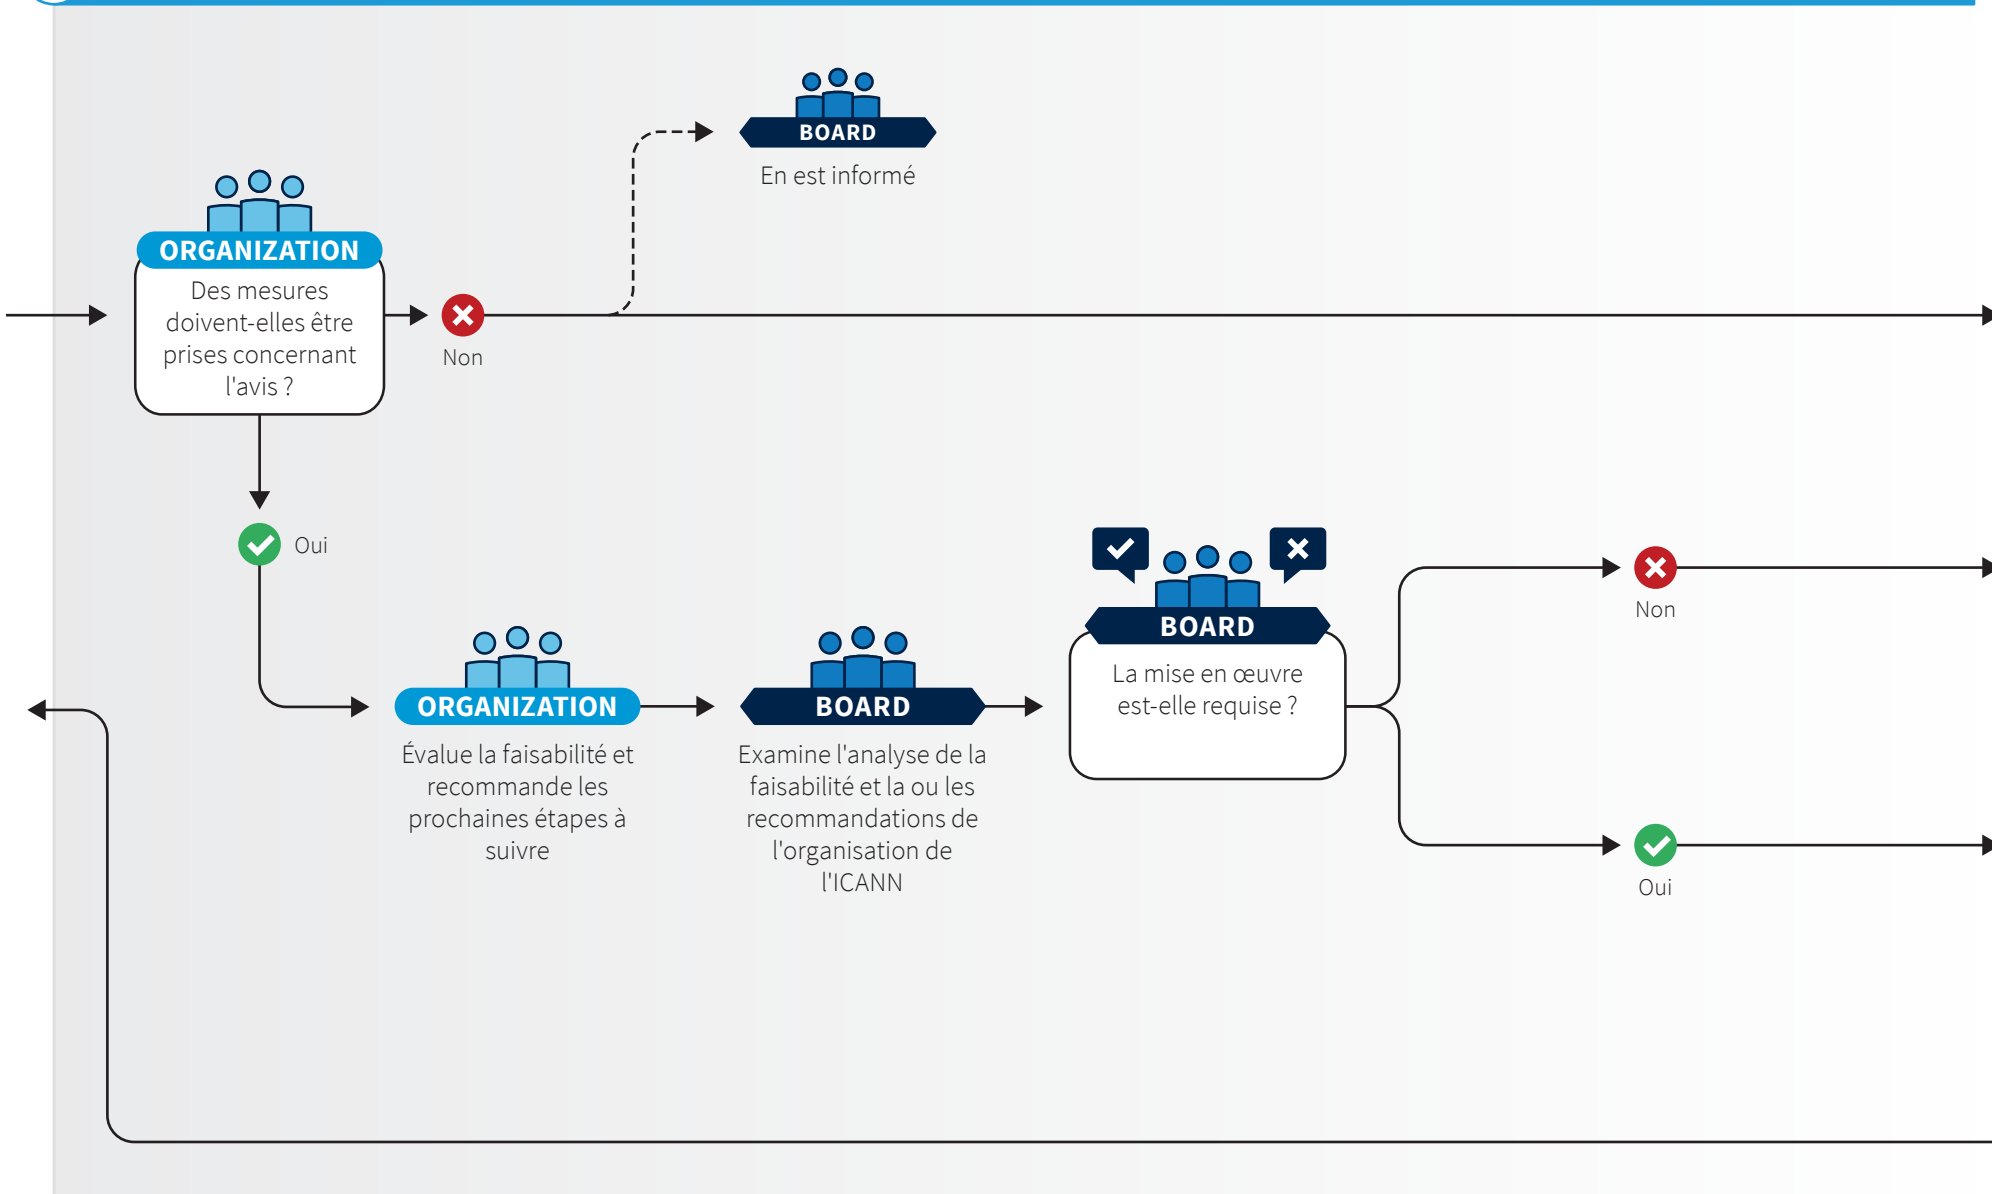 BOARD
En est informé
ORGANIZATION
Des mesures
doivent-elles être
prises concernant
l'avis ?
Non
Oui
ORGANIZATION
Évalue la faisabilité et
recommande les
prochaines étapes à
suivre
BOARD
Examine l'analyse de la
faisabilité et la ou les
recommandations de
l'organisation de
l'ICANN
BOARD
La mise en œuvre
est-elle requise ?
Non
Oui